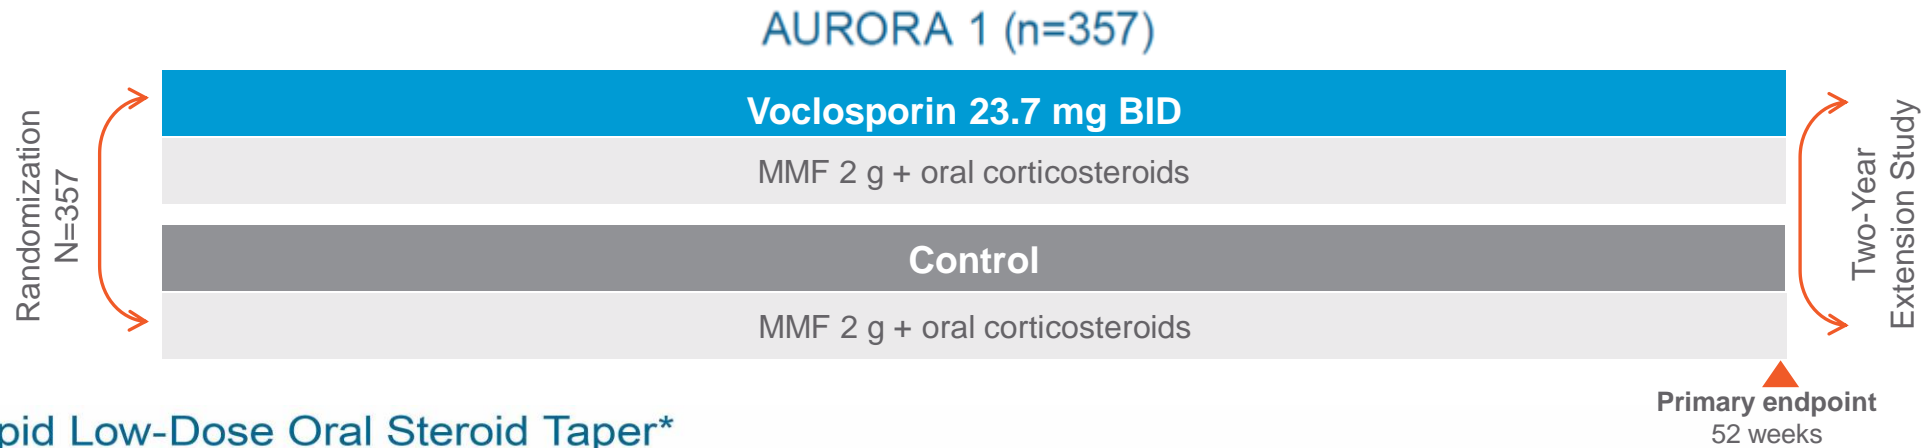 AURORA 1 (n=357)
Voclosporin 23.7 mg BID
MMF 2 g + oral corticosteroids
Control
MMF 2 g + oral corticosteroids
Randomization
N=357
Two-Year
Extension Study
Primary endpoint
52 weeks
pid Low-Dose Oral Steroid Taper*